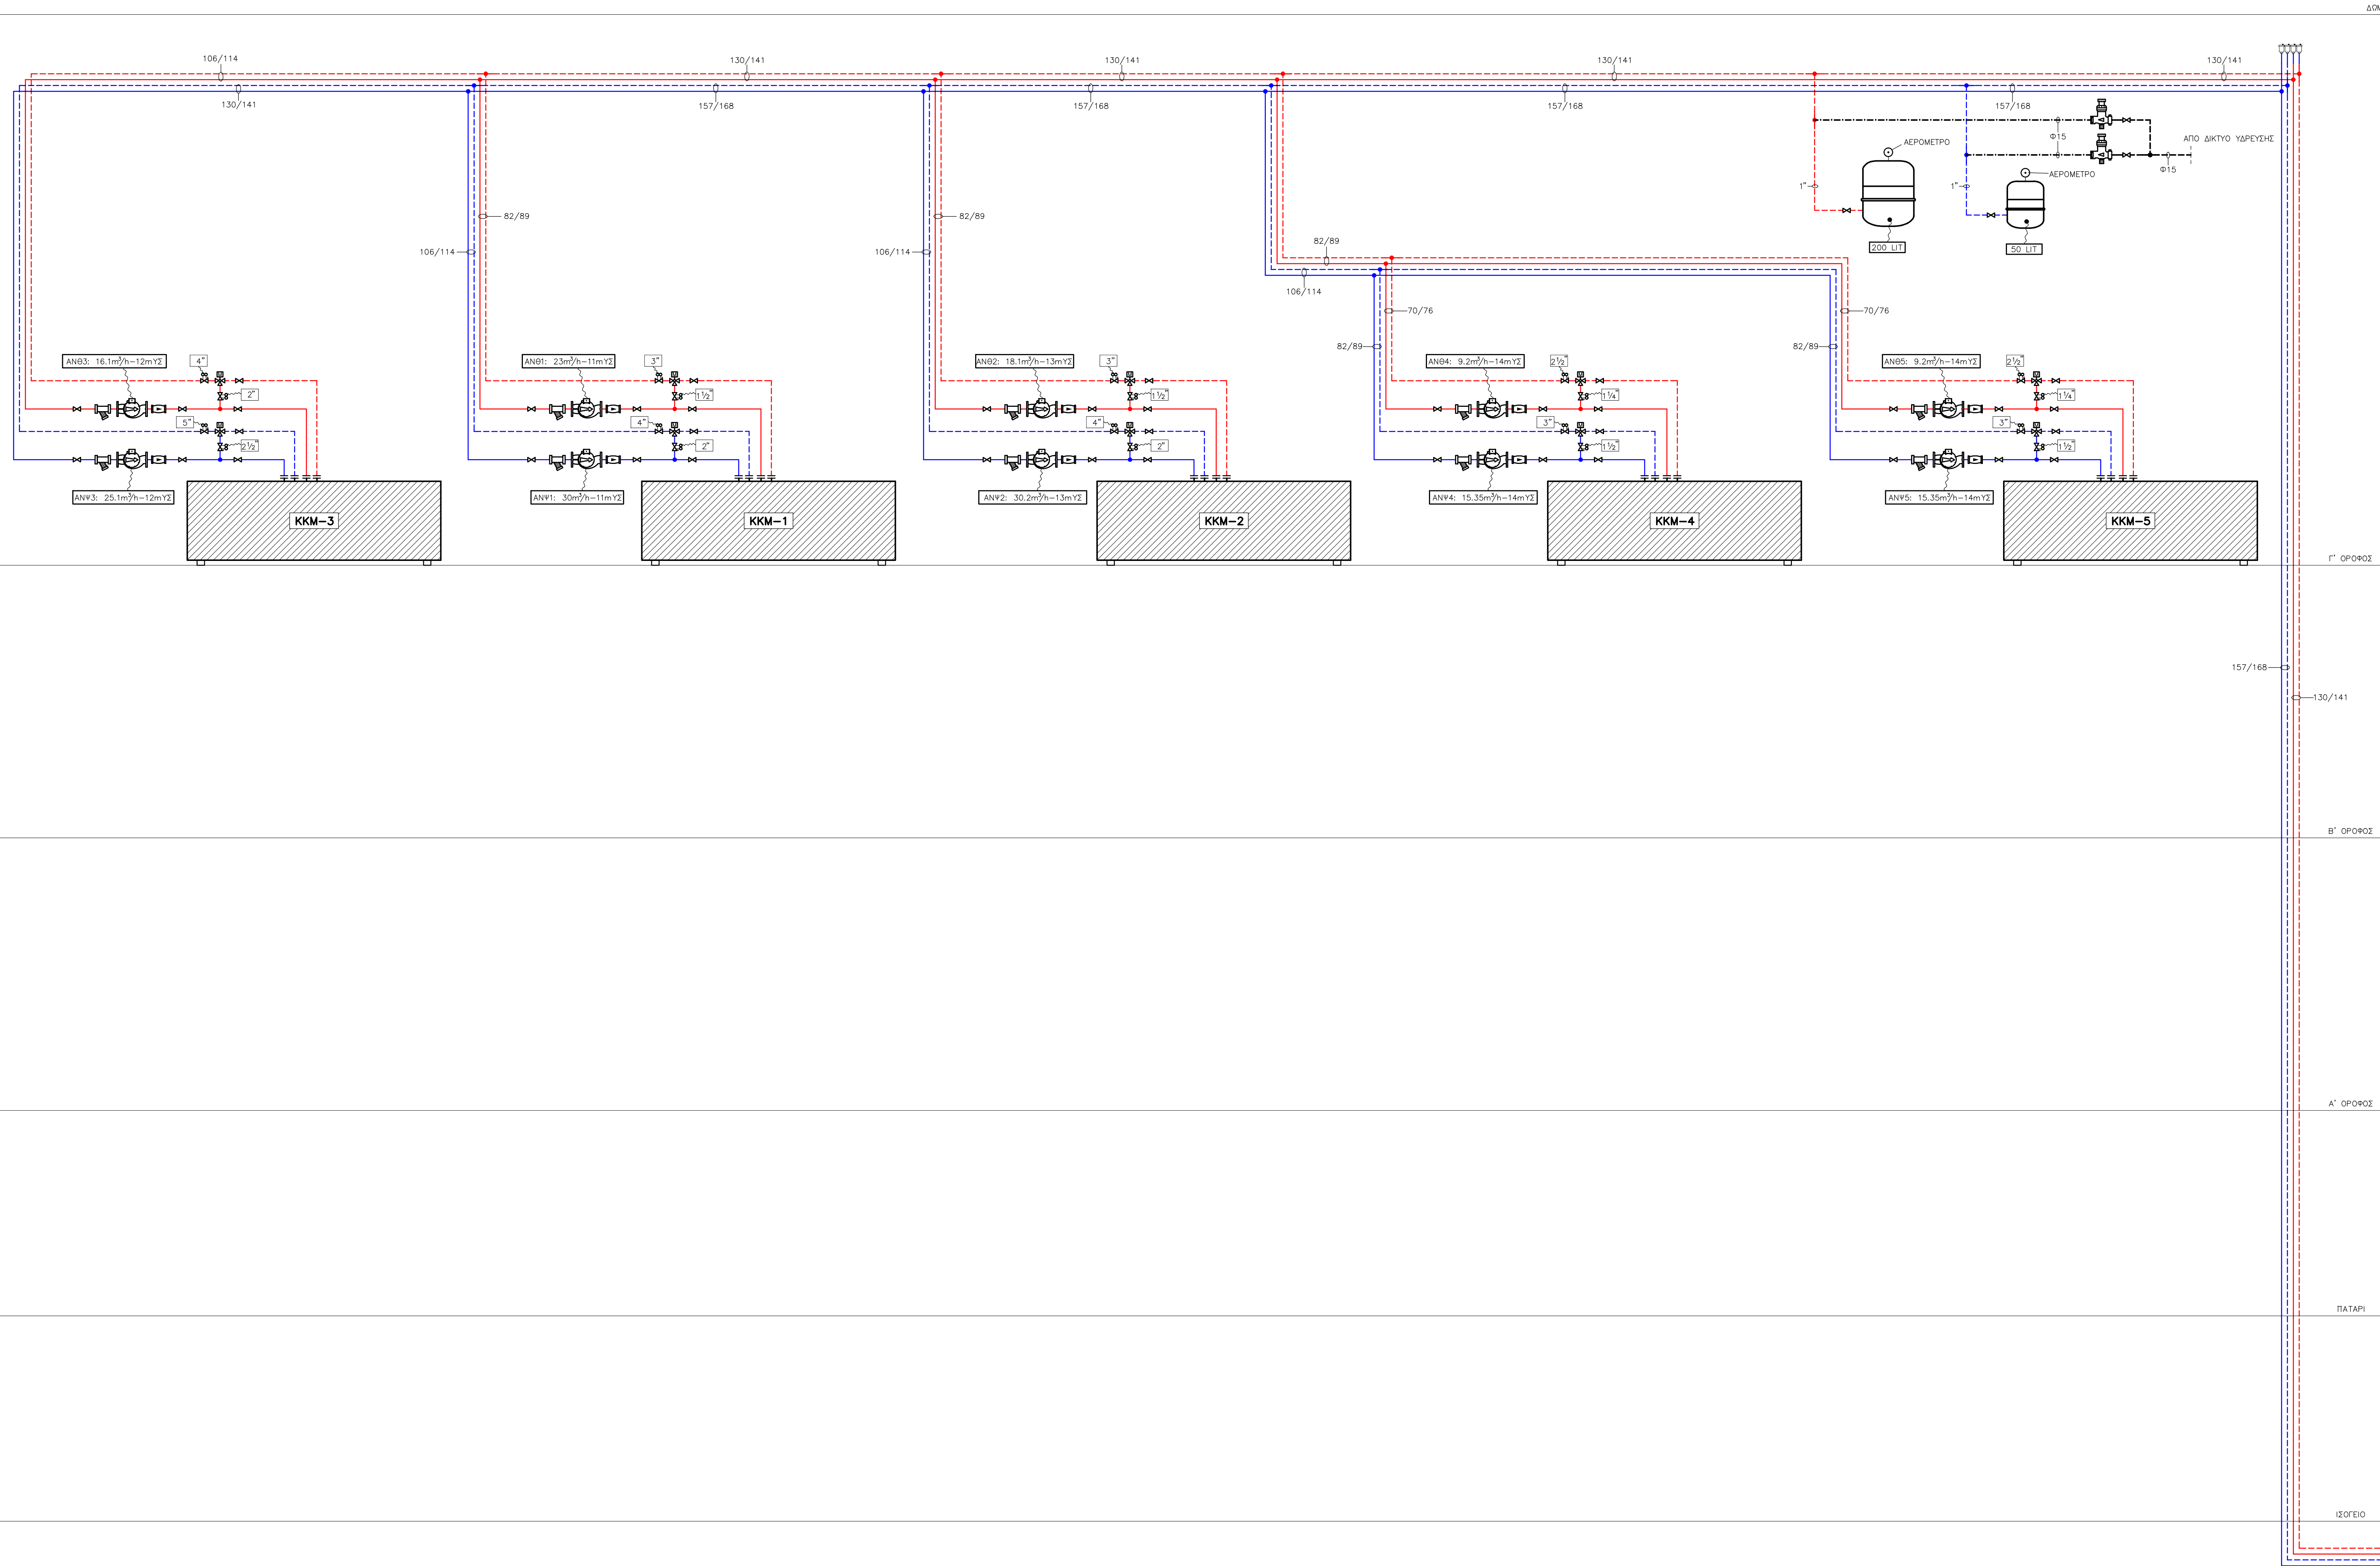 106/114
130/141
130/141
130/141
130/141
130/141
157/168
157/168
157/168
157/168
Φ15
ΑΠΟ ΔΙΚΤΥΟ ΥΔΡΕΥΣΗΣ
Φ15
ΑΕΡΟΜΕΤΡΟ
ΑΕΡΟΜΕΤΡΟ
1"
1"
200 LIT
50 LIT
82/89
82/89
106/114
106/114
82/89
106/114
70/76
70/76
82/89
82/89
ΑΝΘ3: 16.1m³/h-12mΥΣ
4"
2"
5"
2½"
ΑΝΨ3: 25.1m³/h-12mΥΣ
ΚΚΜ-3
ΑΝΘ1: 23m³/h-11mΥΣ
3"
1½"
4"
2"
ΑΝΨ1: 30m³/h-11mΥΣ
ΚΚΜ-1
ΑΝΘ2: 18.1m³/h-13mΥΣ
3"
1½"
4"
2"
ΑΝΨ2: 30.2m³/h-13mΥΣ
ΚΚΜ-2
ΑΝΘ4: 9.2m³/h-14mΥΣ
2½"
1¼"
3"
1½"
ΑΝΨ4: 15.35m³/h-14mΥΣ
ΚΚΜ-4
ΑΝΘ5: 9.2m³/h-14mΥΣ
2½"
1¼"
3"
1½"
ΑΝΨ5: 15.35m³/h-14mΥΣ
ΚΚΜ-5
Γ' ΟΡΟΦΟΣ
157/168
130/141
Β' ΟΡΟΦΟΣ
Α' ΟΡΟΦΟΣ
ΠΑΤΑΡΙ
ΙΣΟΓΕΙΟ